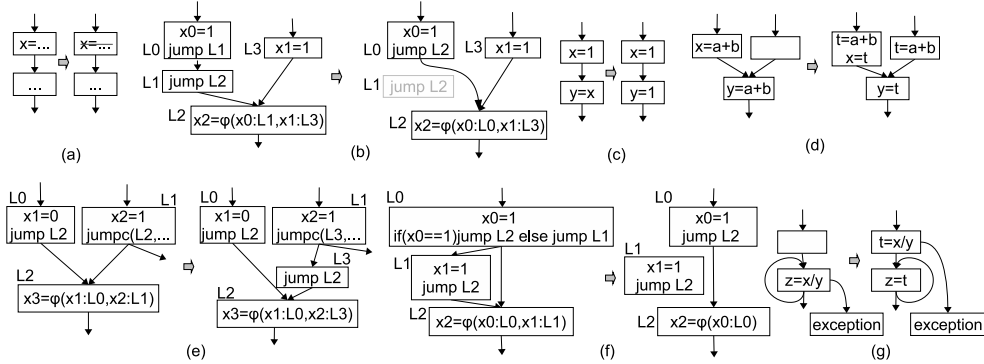 x=...
...
x=...
...
(a)
L0
x0=1
jump L1
L3
x1=1
L1
jump L2
L2
x2=φ(x0:L1,x1:L3)
L0
x0=1
jump L2
L3
x1=1
L1
jump L2
L2
x2=φ(x0:L0,x1:L3)
(b)
x=1
y=x
x=1
y=1
(c)
x=a+b
y=a+b
t=a+b
x=t
t=a+b
y=t
(d)
L0
x1=0
jump L2
L1
x2=1
jumpc(L2,...
L2
x3=φ(x1:L0,x2:L1)
L0
x1=0
jump L2
L1
x2=1
jumpc(L3,...
L3
jump L2
L2
x3=φ(x1:L0,x2:L3)
(e)
L0
x0=1
if(x0==1)jump L2 else jump L1
L1
x1=1
jump L2
L2
x2=φ(x0:L0,x1:L1)
L0
x0=1
jump L2
L1
x1=1
jump L2
L2
x2=φ(x0:L0)
(f)
z=x/y
exception
t=x/y
z=t
exception
(g)